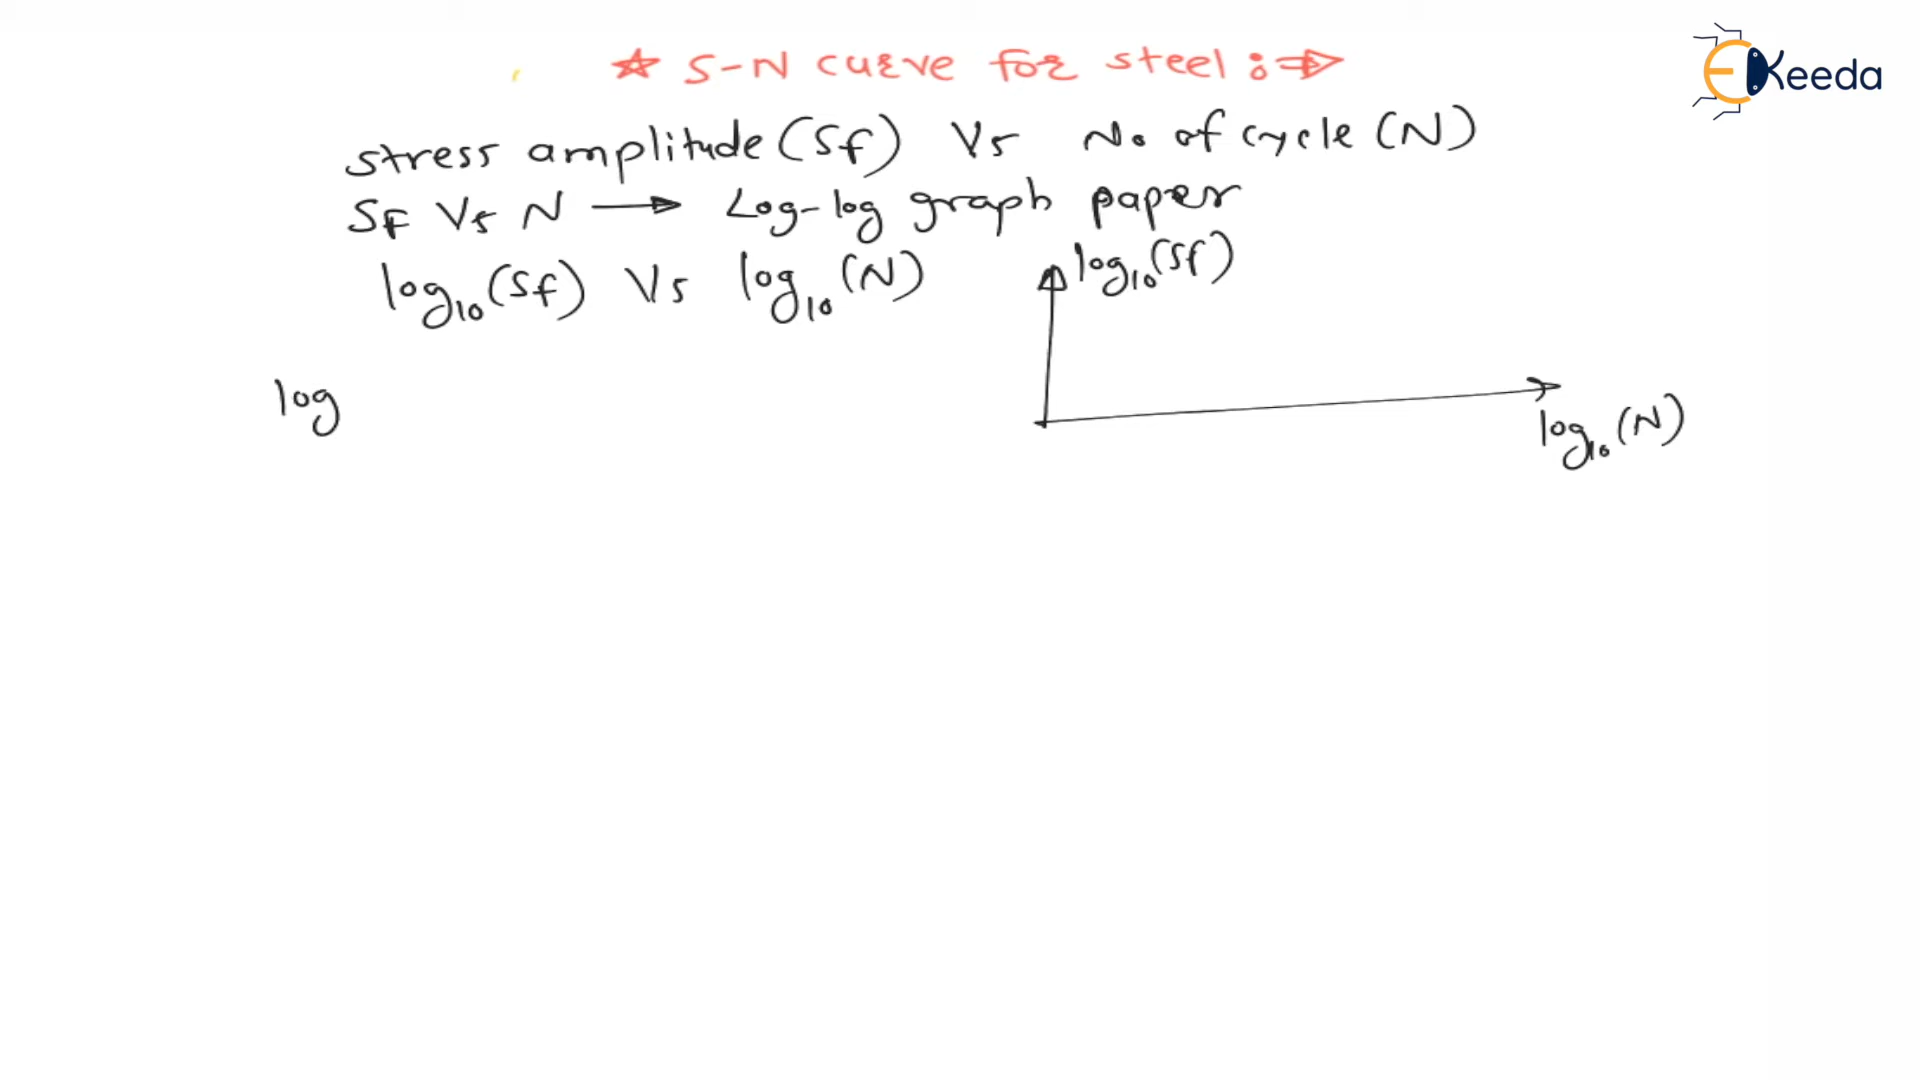 ☆ S-N curve for steel :⇒
EKeeda
stress amplitude (Sf) Vs No of cycle (N)
Sf Vs N → Log-log graph paper
log₁₀(Sf) Vs log₁₀(N)
log₁₀(Sf)
log
log₁₀(N)